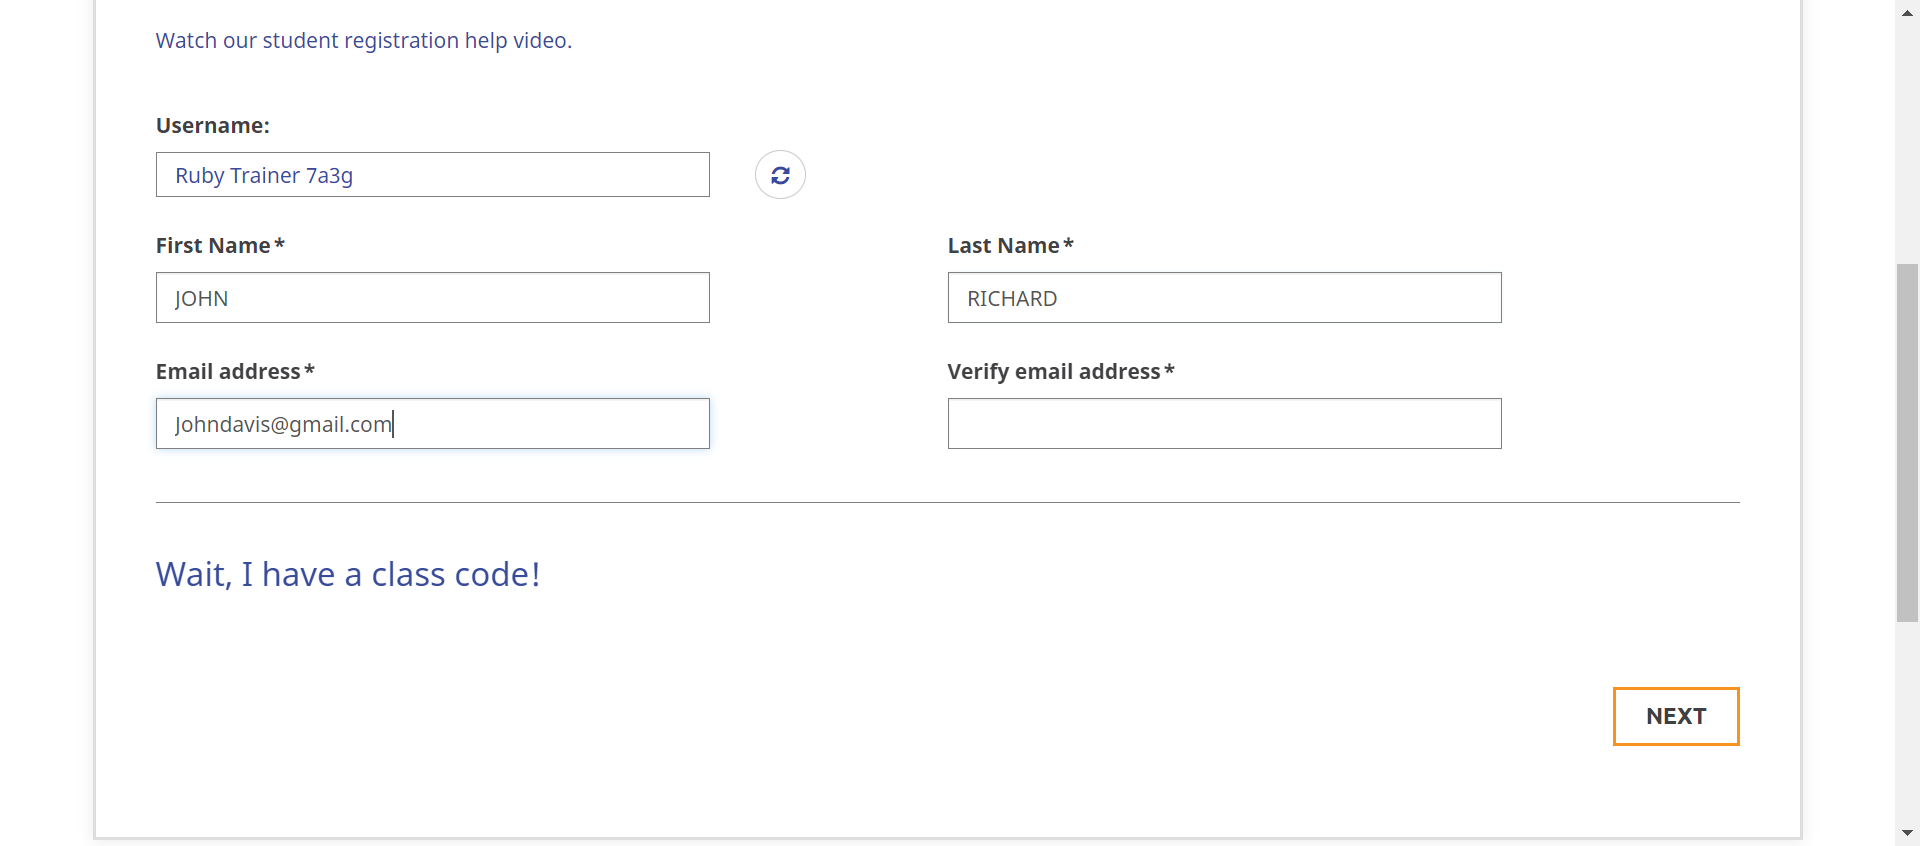 Watch our student registration help video.
Username:
Ruby Trainer 7a3g
First Name*
Last Name*
JOHN
RICHARD
Email address*
Verify email address*
Johndavis@gmail.com
Wait, I have a class code!
NEXT